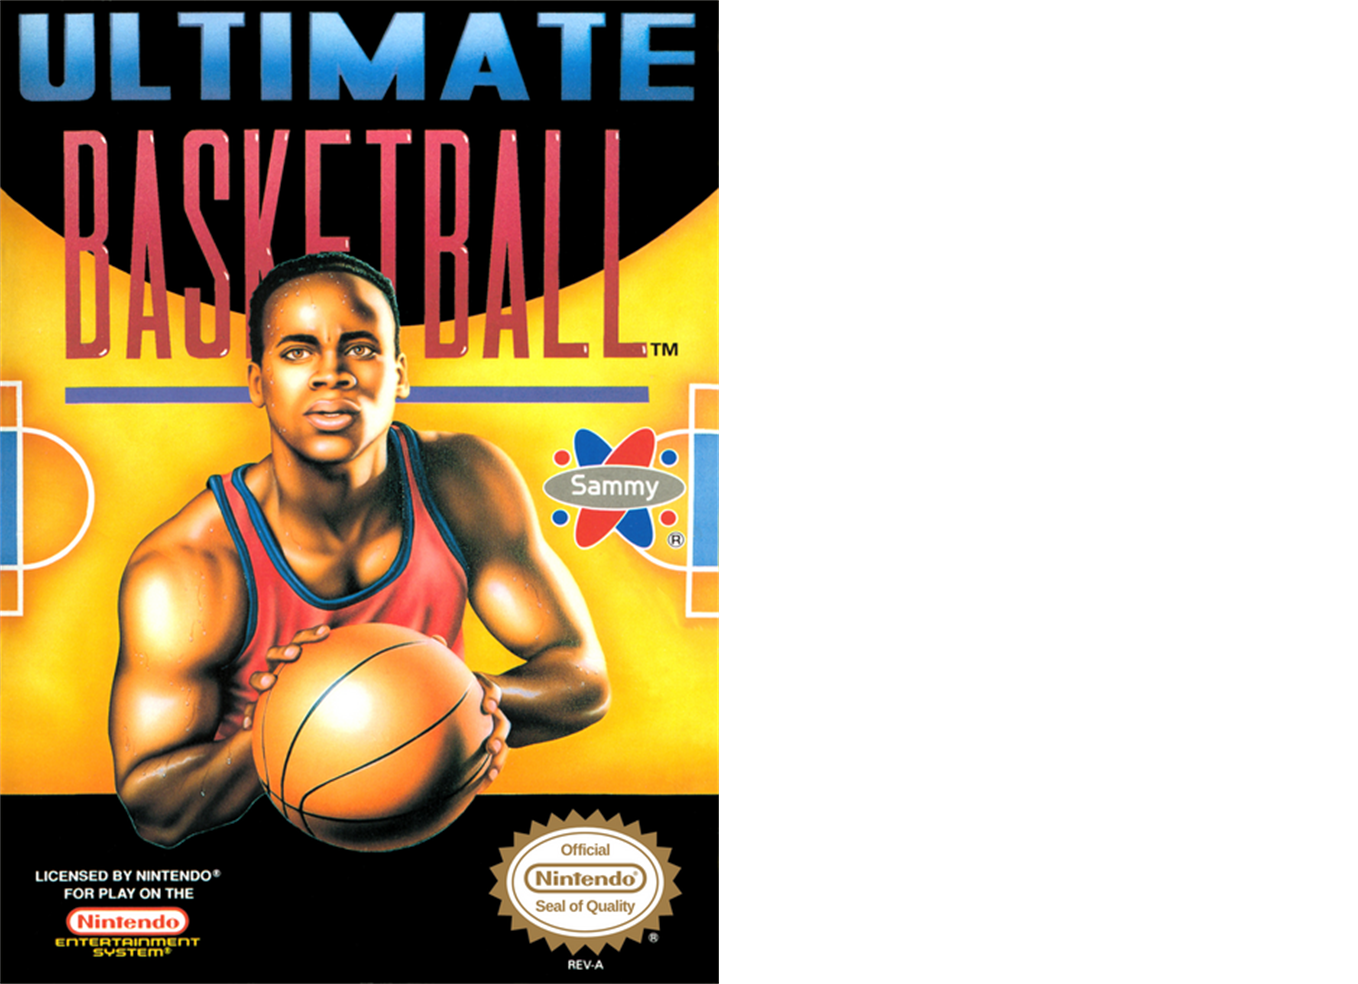 ULTIMATE
BASKETBALL™
Sammy®
LICENSED BY NINTENDO®
FOR PLAY ON THE
Nintendo
ENTERTAINMENT
SYSTEM®
Official
Nintendo®
Seal of Quality
®
REV-A